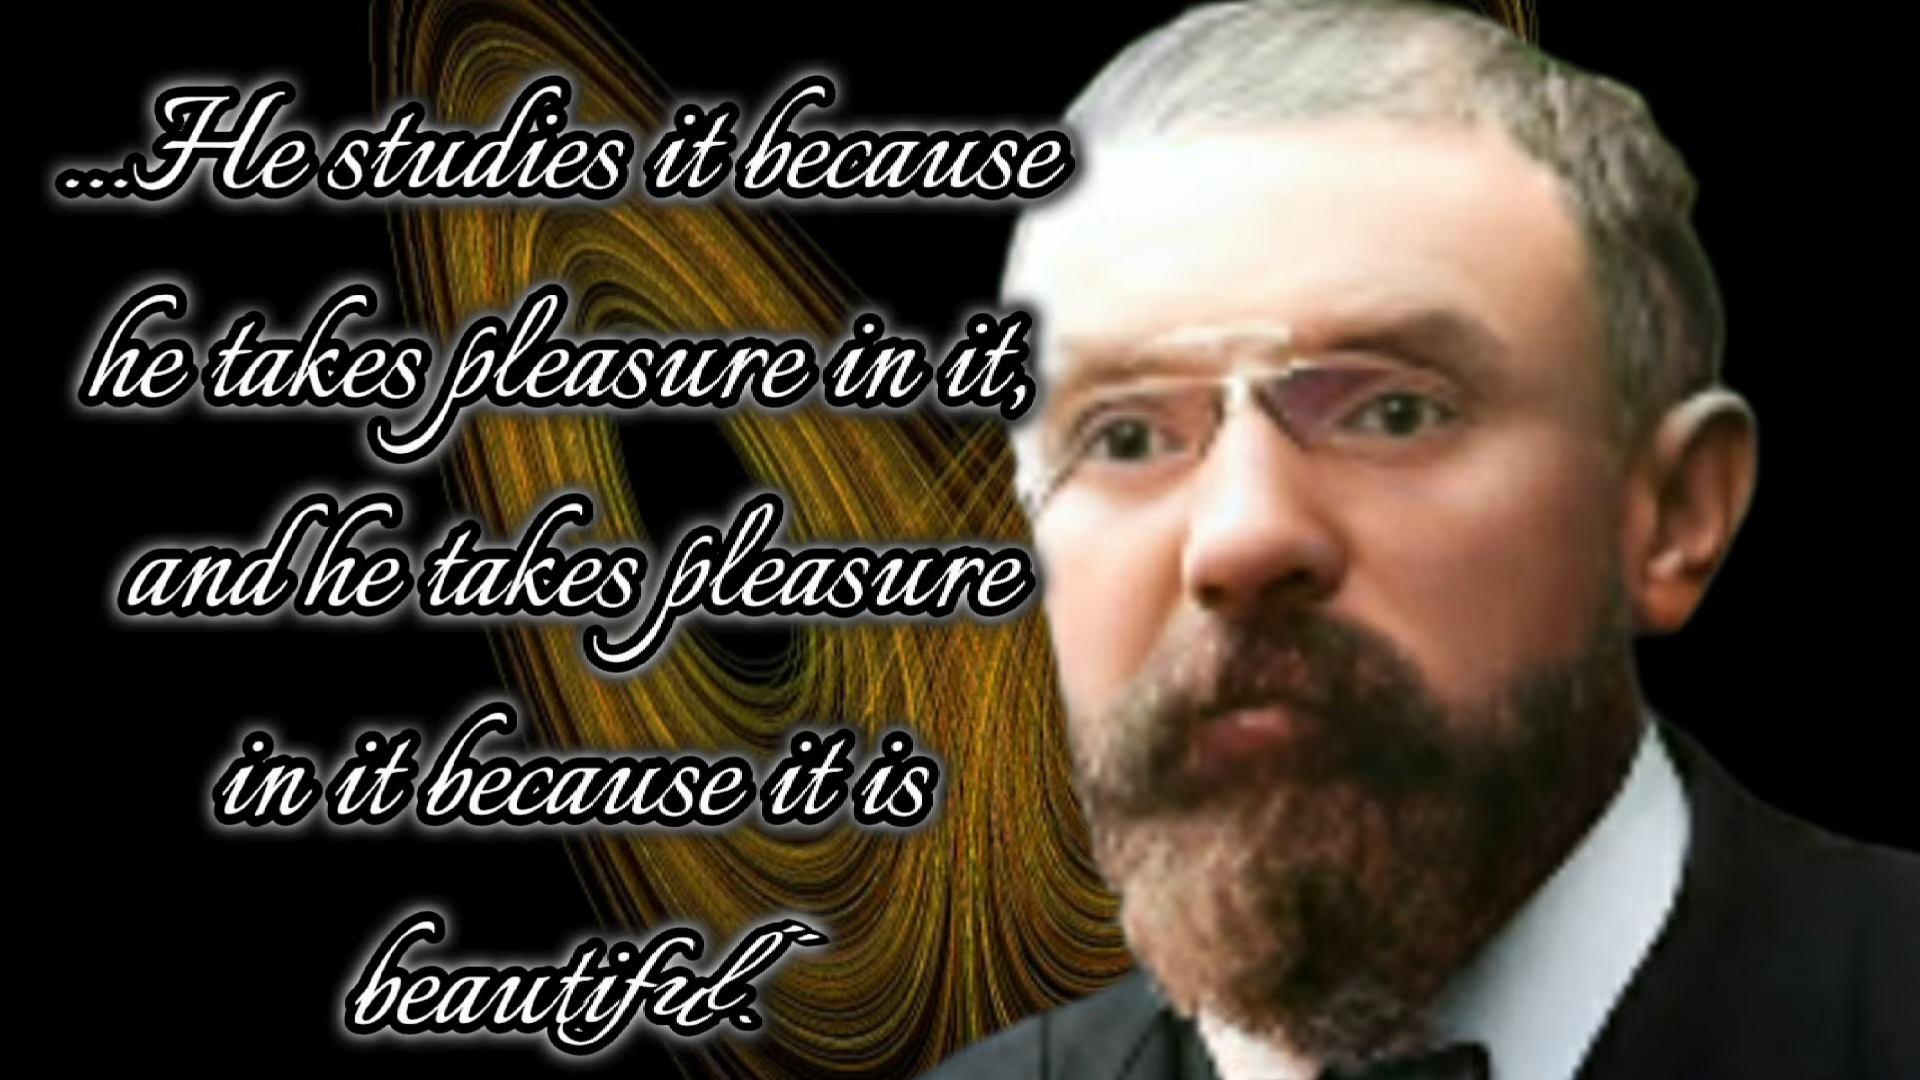 ...He studies it because
he takes pleasure in it,
and he takes pleasure
in it because it is
beautiful."